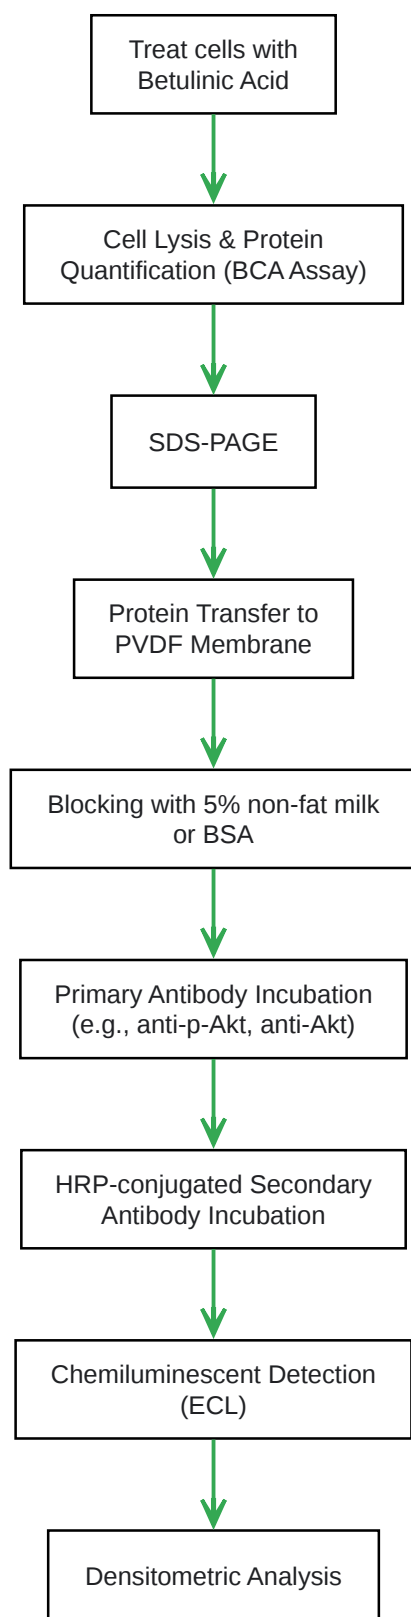 Treat cells with
Betulinic Acid
Cell Lysis & Protein
Quantification (BCA Assay)
SDS-PAGE
Protein Transfer to
PVDF Membrane
Blocking with 5% non-fat milk
or BSA
Primary Antibody Incubation
(e.g., anti-p-Akt, anti-Akt)
HRP-conjugated Secondary
Antibody Incubation
Chemiluminescent Detection
(ECL)
Densitometric Analysis